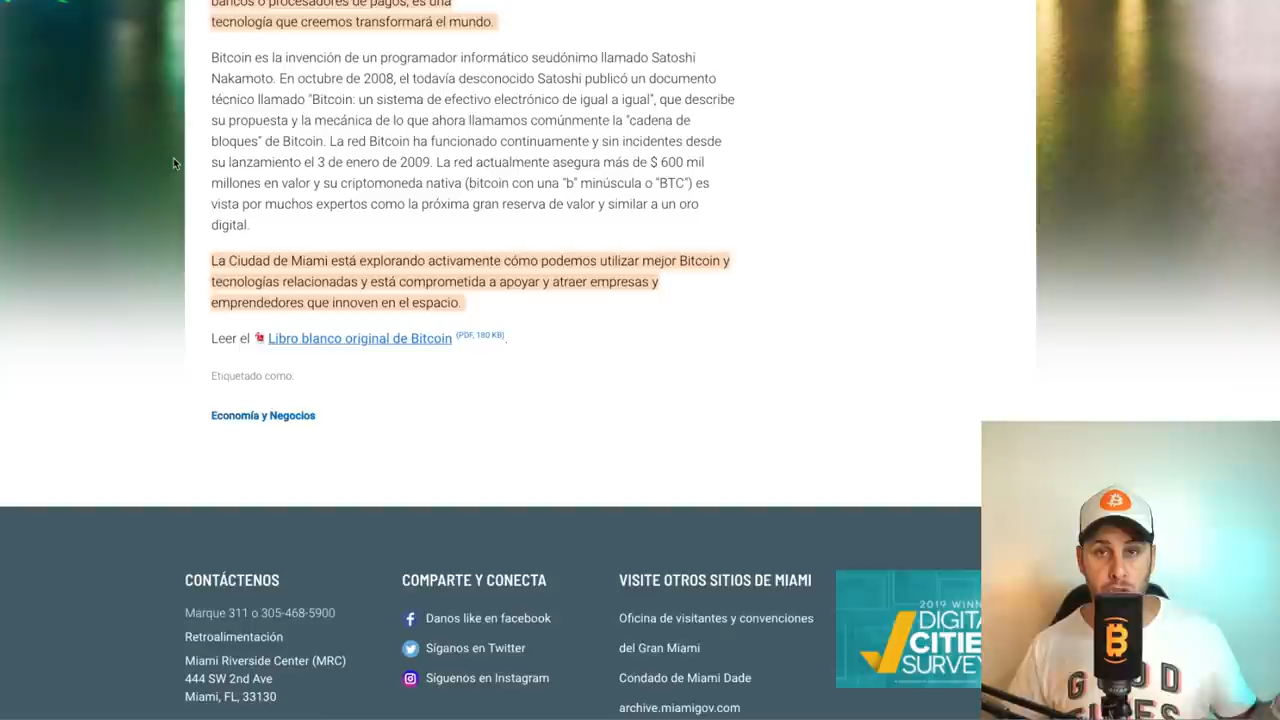 bancos o procesadores de pagos, es una
tecnología que creemos transformará el mundo.
Bitcoin es la invención de un programador informático seudónimo llamado Satoshi
Nakamoto. En octubre de 2008, el todavía desconocido Satoshi publicó un documento
técnico llamado "Bitcoin: un sistema de efectivo electrónico de igual a igual", que describe
su propuesta y la mecánica de lo que ahora llamamos comúnmente la "cadena de
bloques" de Bitcoin. La red Bitcoin ha funcionado continuamente y sin incidentes desde
su lanzamiento el 3 de enero de 2009. La red actualmente asegura más de $ 600 mil
millones en valor y su criptomoneda nativa (bitcoin con una "b" minúscula o "BTC") es
vista por muchos expertos como la próxima gran reserva de valor y similar a un oro
digital.
La Ciudad de Miami está explorando activamente cómo podemos utilizar mejor Bitcoin y
tecnologías relacionadas y está comprometida a apoyar y atraer empresas y
emprendedores que innoven en el espacio.
Leer el Libro blanco original de Bitcoin (PDF, 180 KB).
Etiquetado como:
Economía y Negocios
CONTÁCTENOS
Marque 311 o 305-468-5900
Retroalimentación
Miami Riverside Center (MRC)
444 SW 2nd Ave
Miami, FL, 33130
COMPARTE Y CONECTA
Danos like en facebook
Síganos en Twitter
Síguenos en Instagram
VISITE OTROS SITIOS DE MIAMI
Oficina de visitantes y convenciones
del Gran Miami
Condado de Miami Dade
archive.miamigov.com
2019 WINN
DIGITA
CITIE
SURVE